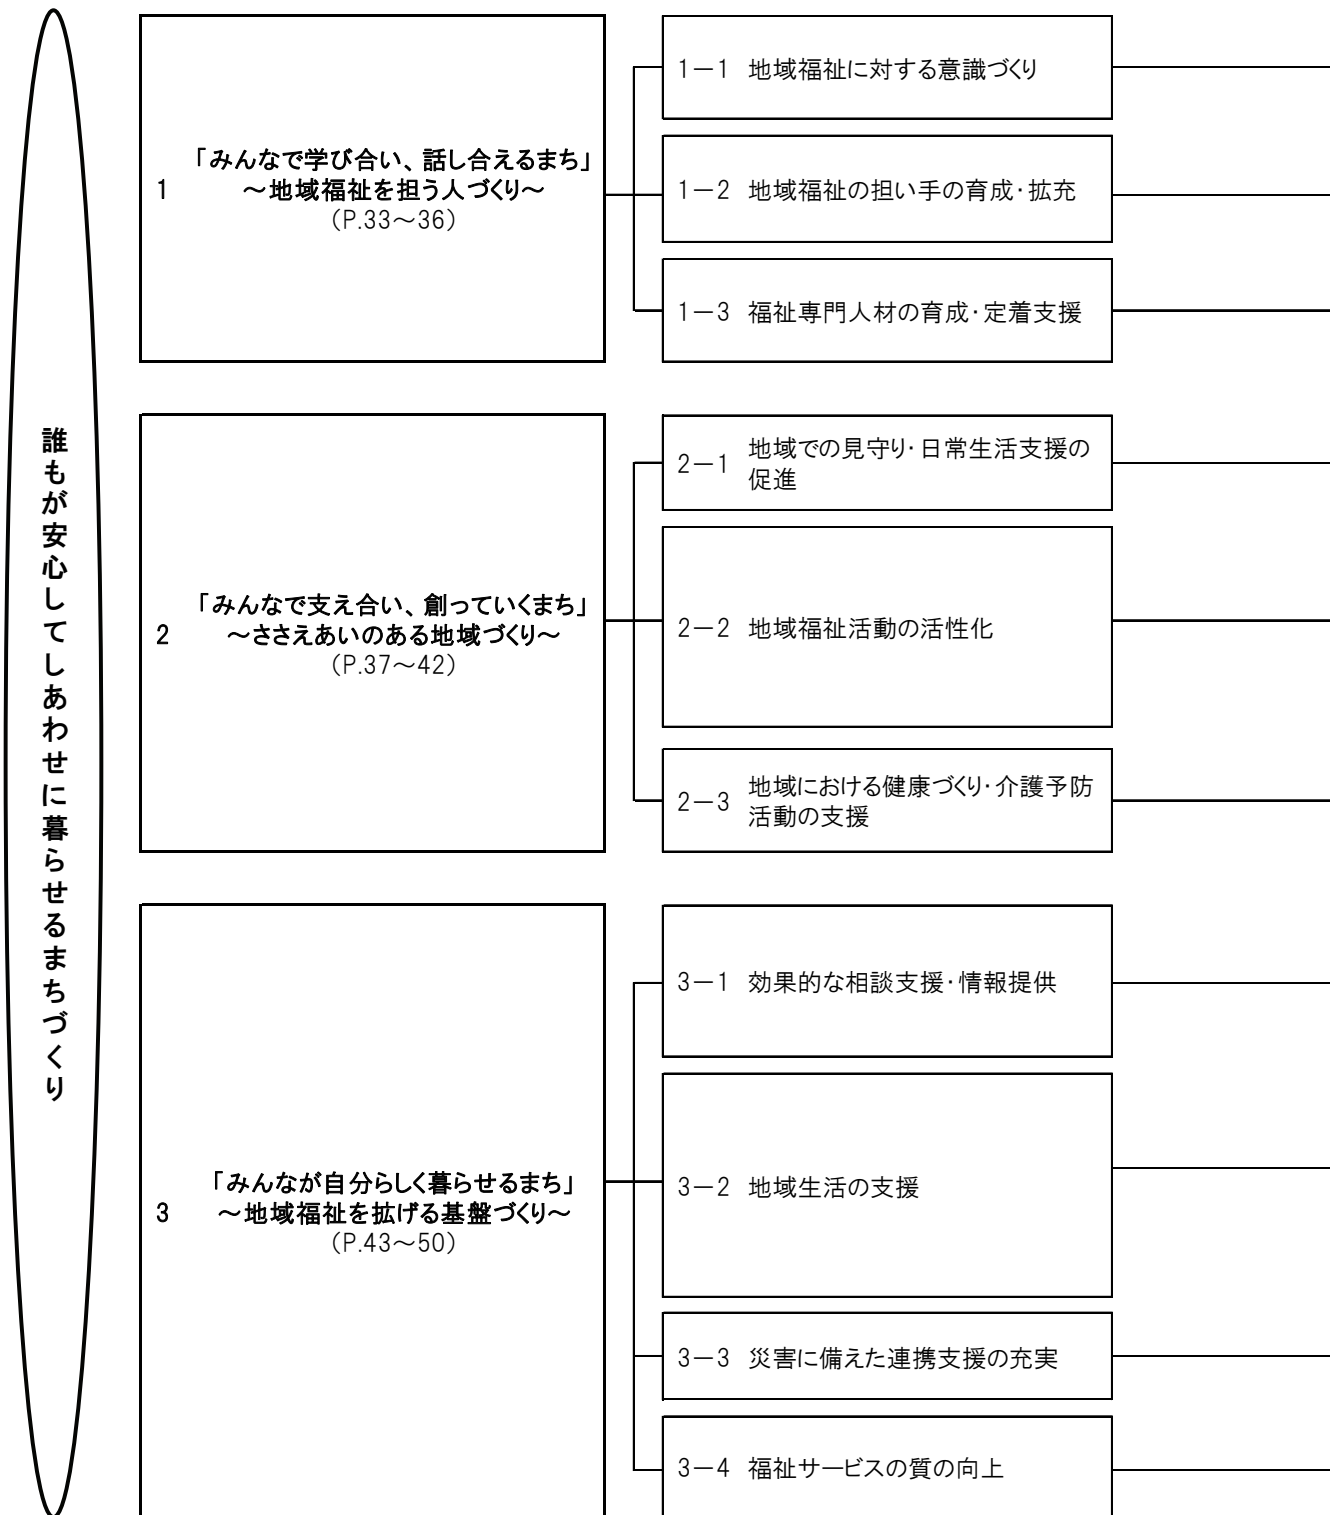 誰もが安心してしあわせに暮らせるまちづくり
1
「みんなで学び合い、話し合えるまち」
～地域福祉を担う人づくり～
（P.33～36）
1－1 地域福祉に対する意識づくり
1－2 地域福祉の担い手の育成・拡充
1－3 福祉専門人材の育成・定着支援
2
「みんなで支え合い、創っていくまち」
～ささえあいのある地域づくり～
（P.37～42）
2－1 地域での見守り・日常生活支援の
促進
2－2 地域福祉活動の活性化
2－3 地域における健康づくり・介護予防
活動の支援
3
「みんなが自分らしく暮らせるまち」
～地域福祉を拡げる基盤づくり～
（P.43～50）
3－1 効果的な相談支援・情報提供
3－2 地域生活の支援
3－3 災害に備えた連携支援の充実
3－4 福祉サービスの質の向上